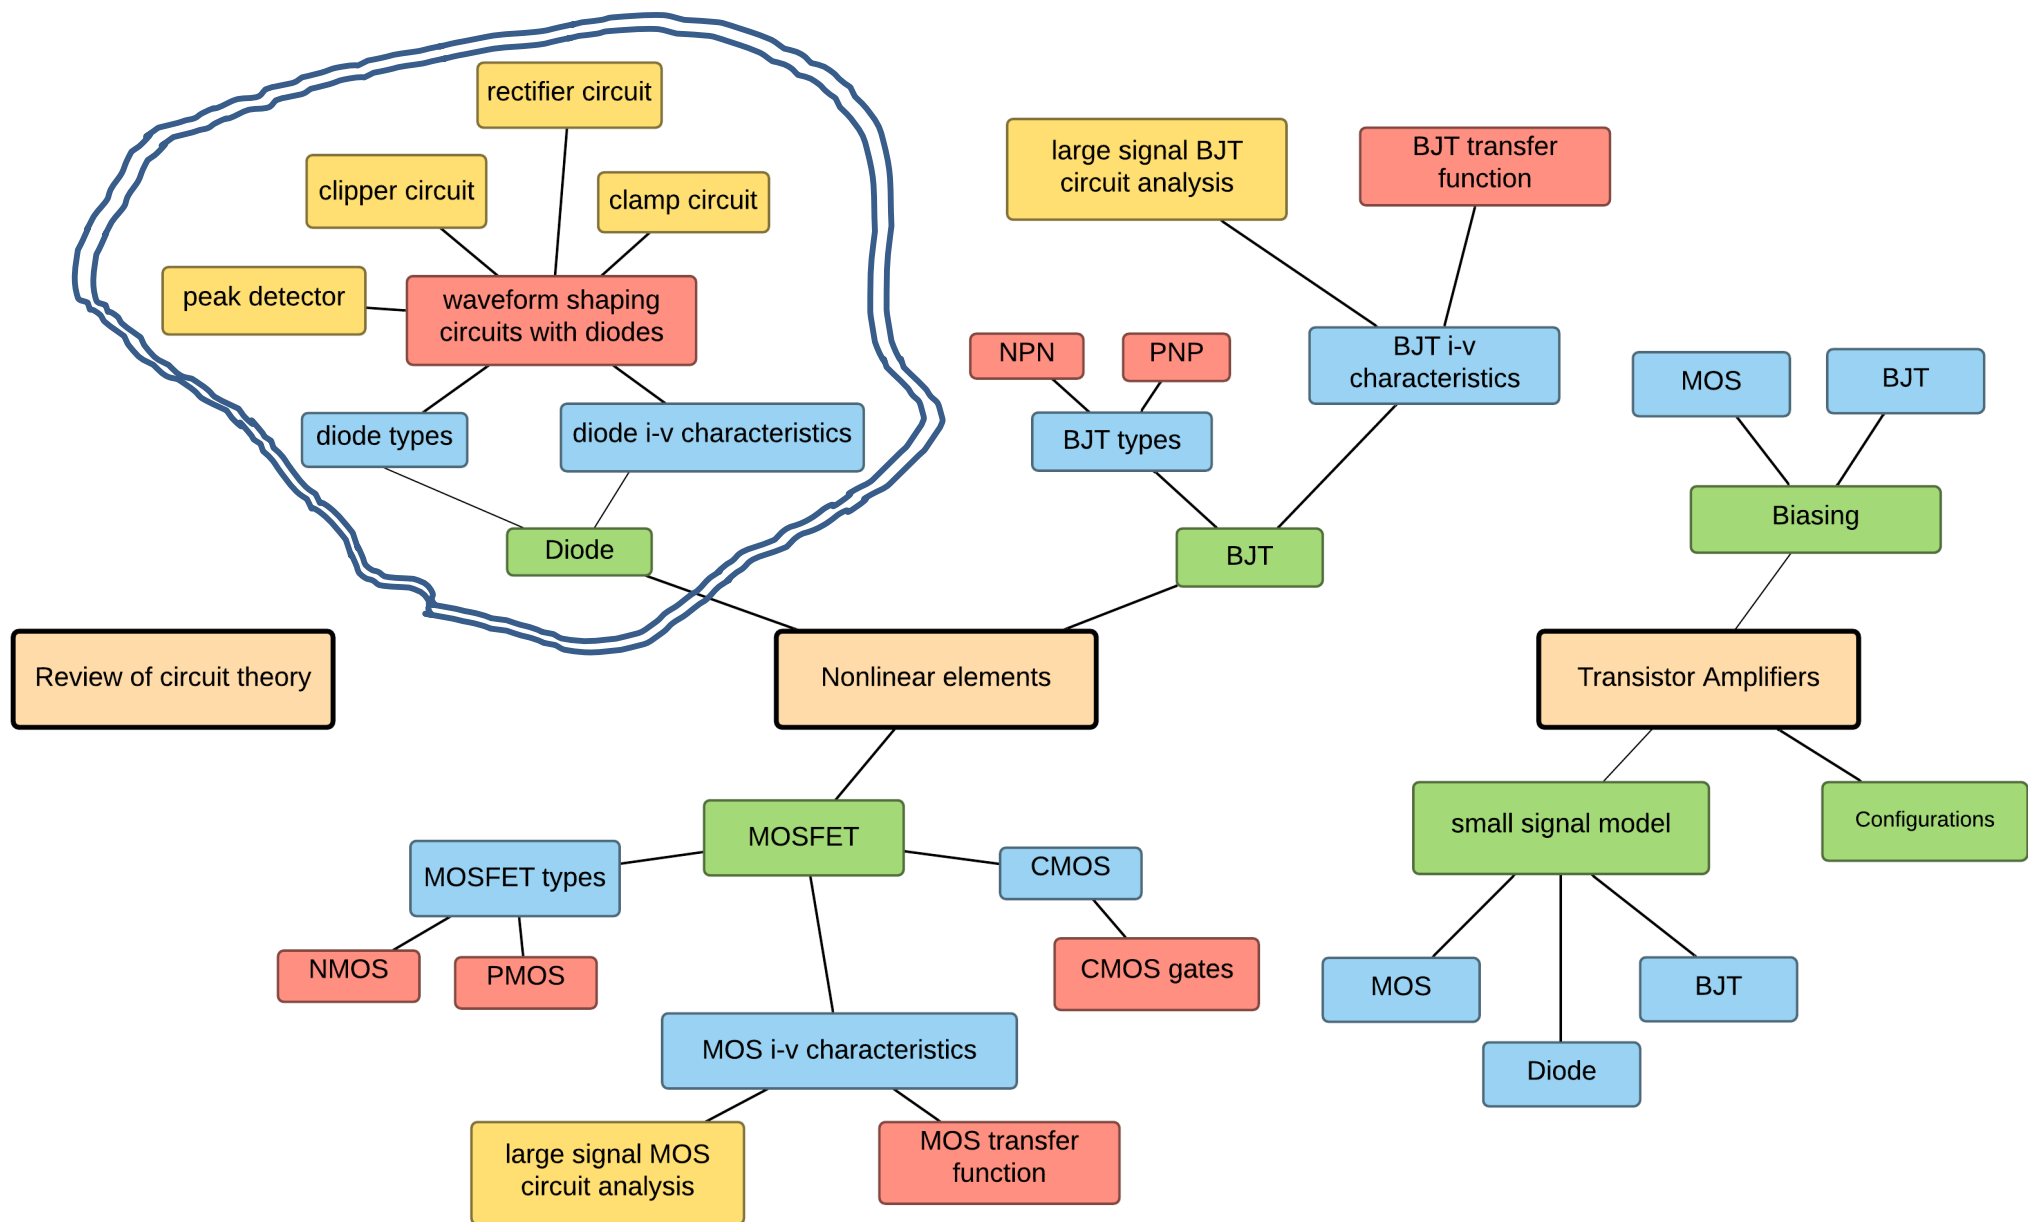 rectifier circuit
clipper circuit
clamp circuit
peak detector
waveform shaping
circuits with diodes
diode types
diode i-v characteristics
Diode
large signal BJT
circuit analysis
BJT transfer
function
NPN
PNP
BJT i-v
characteristics
BJT types
BJT
MOS
BJT
Biasing
Review of circuit theory
Nonlinear elements
Transistor Amplifiers
MOSFET
MOSFET types
CMOS
NMOS
PMOS
CMOS gates
MOS i-v characteristics
large signal MOS
circuit analysis
MOS transfer
function
small signal model
Configurations
MOS
BJT
Diode